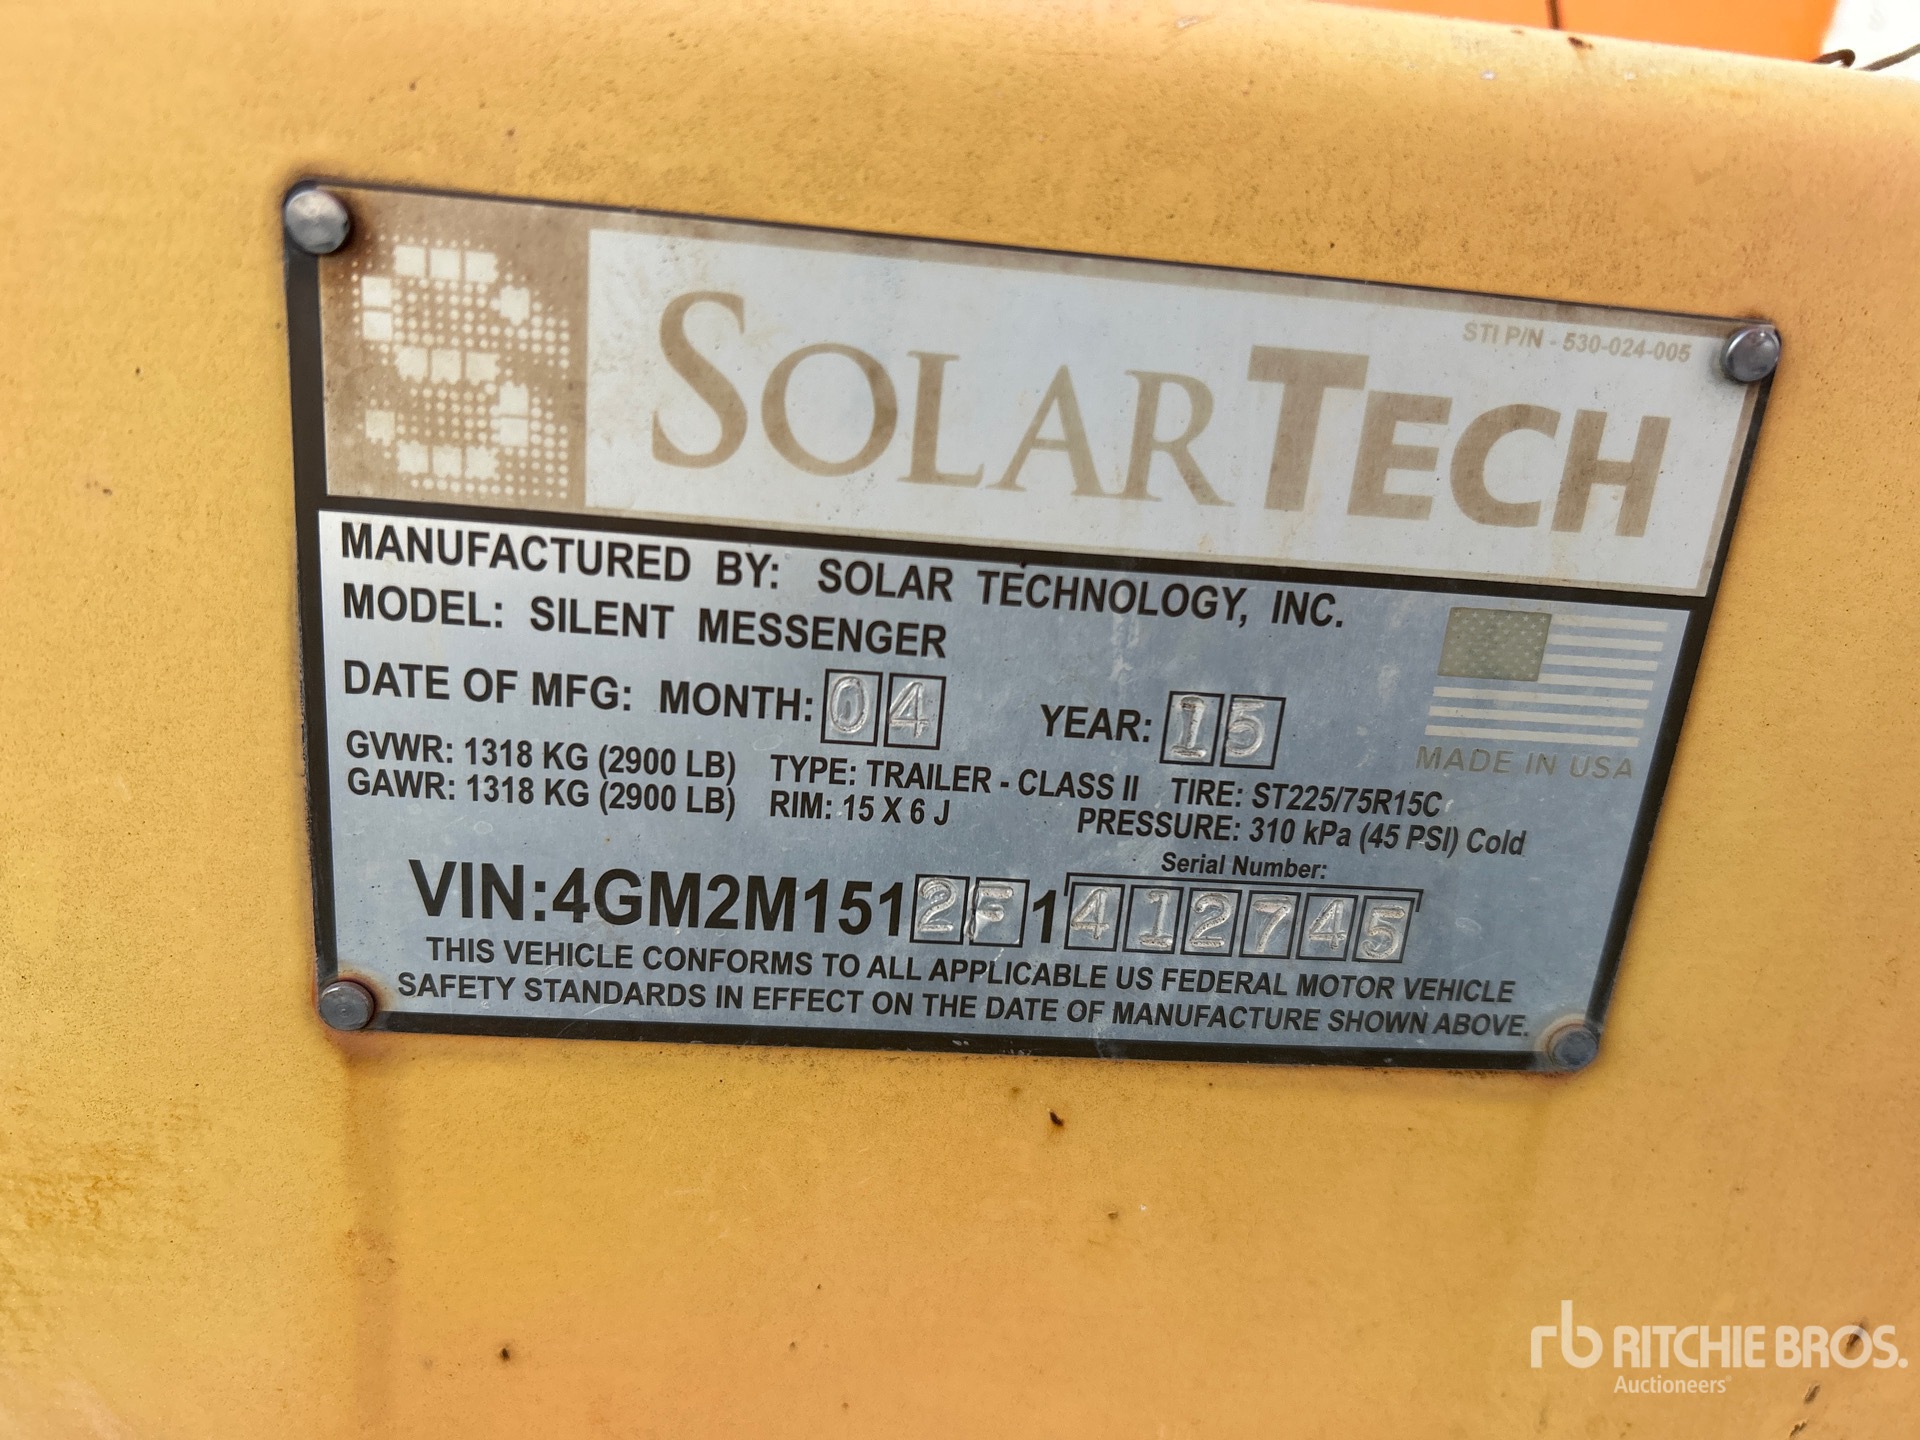 STI P/N - 530-024-005
SOLARTECH
MANUFACTURED BY: SOLAR TECHNOLOGY, INC.
MODEL: SILENT MESSENGER
DATE OF MFG: MONTH: 04 YEAR: 15
MADE IN USA
GVWR: 1318 KG (2900 LB) TYPE: TRAILER - CLASS II TIRE: ST225/75R15C
GAWR: 1318 KG (2900 LB) RIM: 15 X 6 J PRESSURE: 310 kPa (45 PSI) Cold
Serial Number:
VIN:4GM2M1512F1412745
THIS VEHICLE CONFORMS TO ALL APPLICABLE US FEDERAL MOTOR VEHICLE
SAFETY STANDARDS IN EFFECT ON THE DATE OF MANUFACTURE SHOWN ABOVE.
rb RITCHIE BROS.
Auctioneers